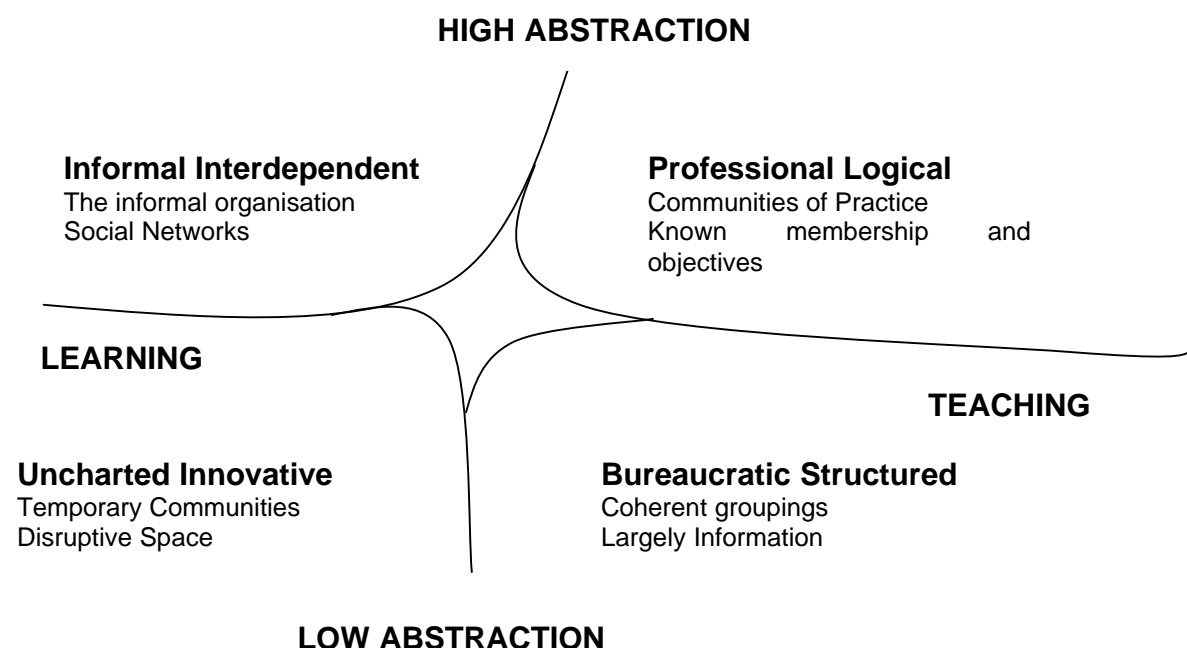 HIGH ABSTRACTION
Informal Interdependent
The informal organisation
Social Networks
Professional Logical
Communities of Practice
Known membership and
objectives
LEARNING
TEACHING
Uncharted Innovative
Temporary Communities
Disruptive Space
Bureaucratic Structured
Coherent groupings
Largely Information
LOW ABSTRACTION